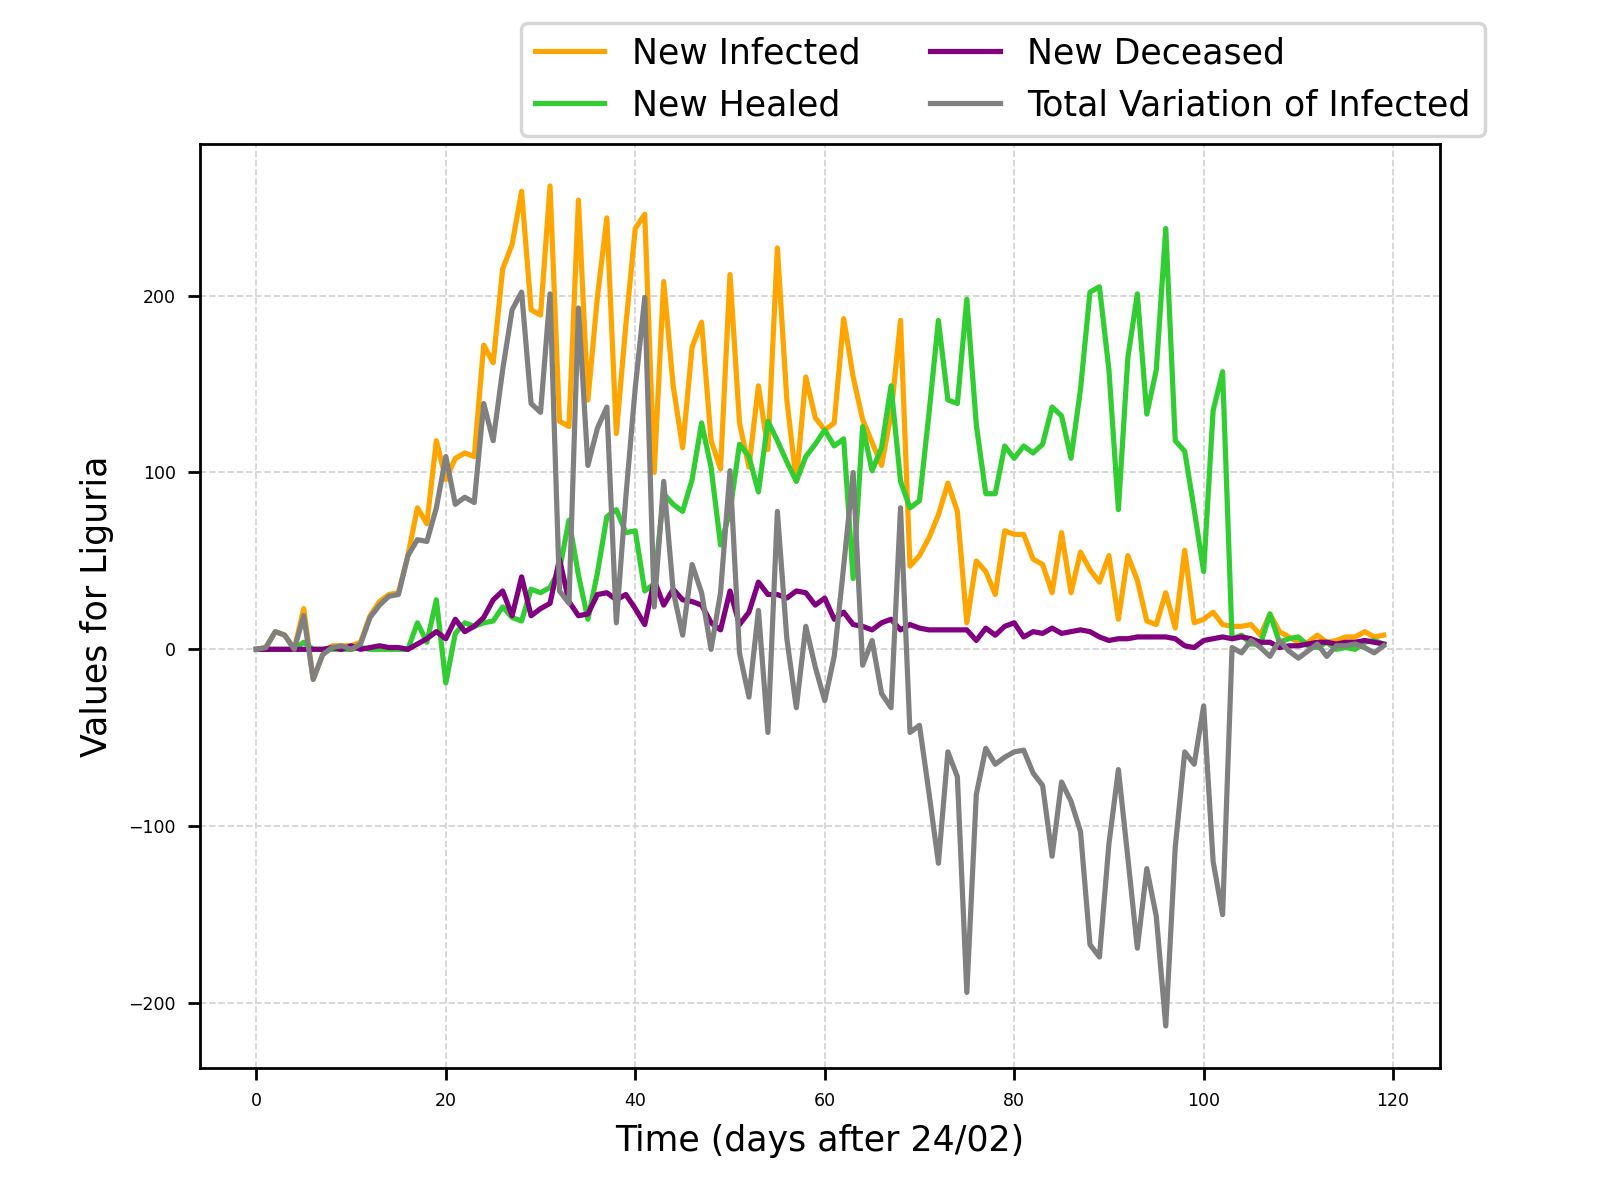 New Infected
New Healed
New Deceased
Total Variation of Infected
Values for Liguria
200
100
0
−100
−200
0 20 40 60 80 100 120
Time (days after 24/02)